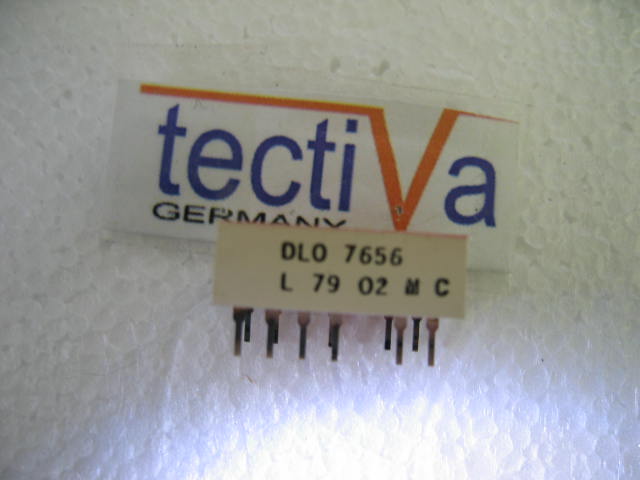 tectiVa
GERMANY
DLO 7656
L 79 02 M C